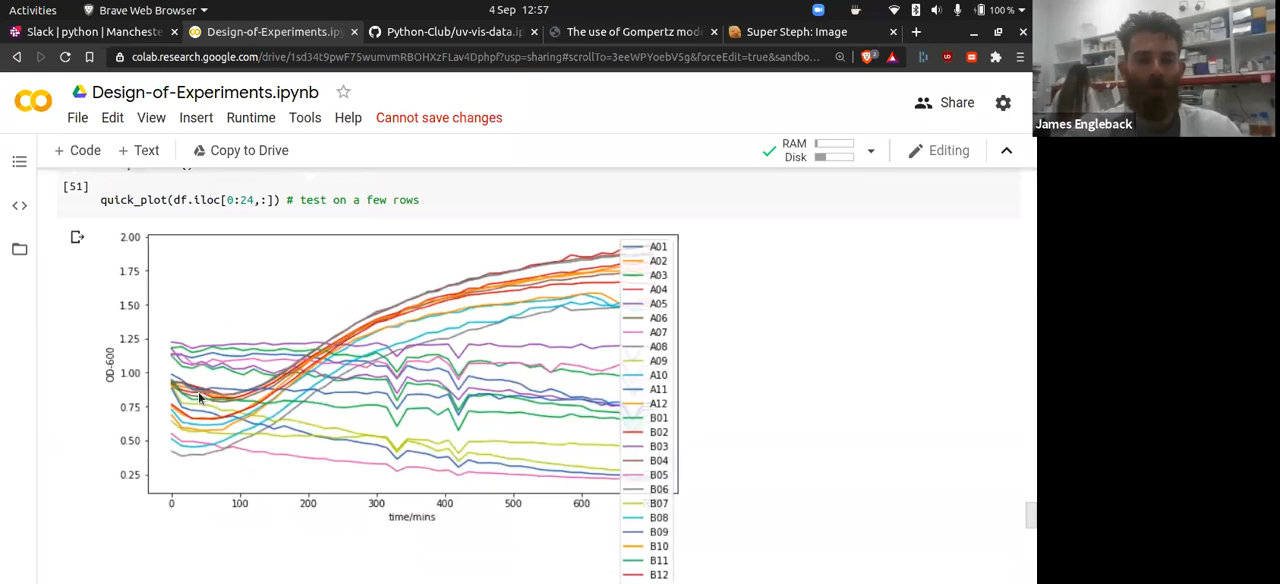 Activities
Brave Web Browser
4 Sep 12:57
100 %
Slack | python | Mancheste
Design-of-Experiments.ipyn
Python-Club/uv-vis-data.ip
The use of Gompertz mod
Super Steph: Image
colab.research.google.com/drive/1sd34t9pwF75wumvmRBOHXzFLav4Dphpf?usp=sharing#scrollTo=3eeWPYoebV5g&forceEdit=true&sandbo...
Design-of-Experiments.ipynb
Share
File Edit View Insert Runtime Tools Help Cannot save changes
+ Code + Text Copy to Drive
RAM
Disk
Editing
[51]
quick_plot(df.iloc[0:24,:]) # test on a few rows
2.00
1.75
1.50
1.25
1.00
0.75
0.50
0.25
OD-600
0 100 200 300 400 500 600
time/mins
A01
A02
A03
A04
A05
A06
A07
A08
A09
A10
A11
A12
B01
B02
B03
B04
B05
B06
B07
B08
B09
B10
B11
B12
James Engleback